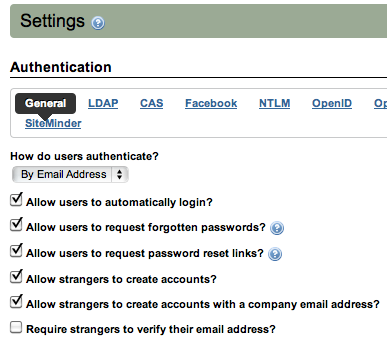 Settings
Authentication
General LDAP CAS Facebook NTLM OpenID Op
SiteMinder
How do users authenticate?
By Email Address
Allow users to automatically login?
Allow users to request forgotten passwords?
Allow users to request password reset links?
Allow strangers to create accounts?
Allow strangers to create accounts with a company email address?
Require strangers to verify their email address?